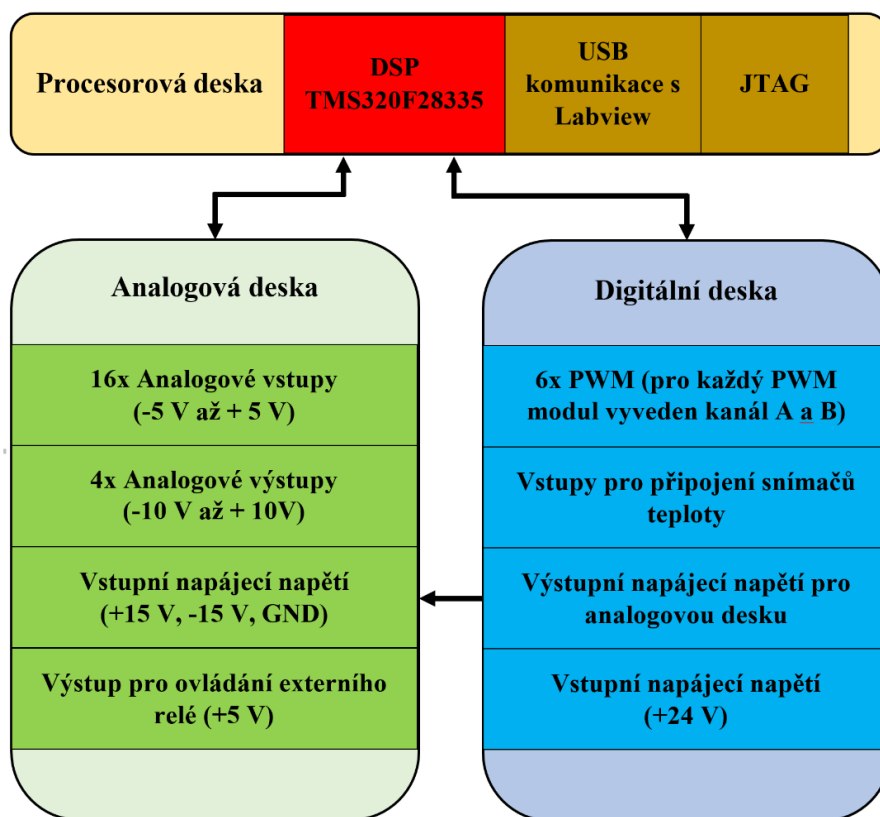 Procesorová deska
DSP
TMS320F28335
USB
komunikace s
Labview
JTAG
Analogová deska
16x Analogové vstupy
(-5 V až + 5 V)
4x Analogové výstupy
(-10 V až + 10V)
Vstupní napájecí napětí
(+15 V, -15 V, GND)
Výstup pro ovládání externího
relé (+5 V)
Digitální deska
6x PWM (pro každý PWM
modul vyveden kanál A a B)
Vstupy pro připojení snímačů
teploty
Výstupní napájecí napětí pro
analogovou desku
Vstupní napájecí napětí
(+24 V)